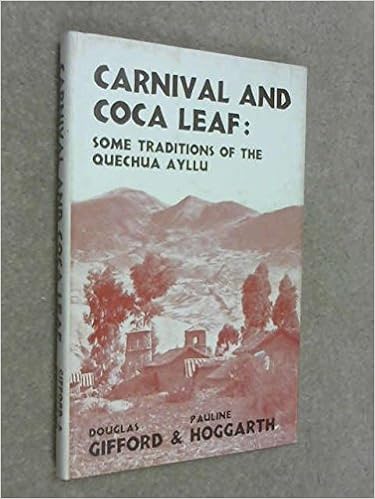 CARNIVAL AND
COCA LEAF:
SOME TRADITIONS OF THE
QUECHUA AYLLU
DOUGLAS PAULINE
GIFFORD & HOGGARTH
CARNIVAL AND COCA LEAF
GIFFORD &